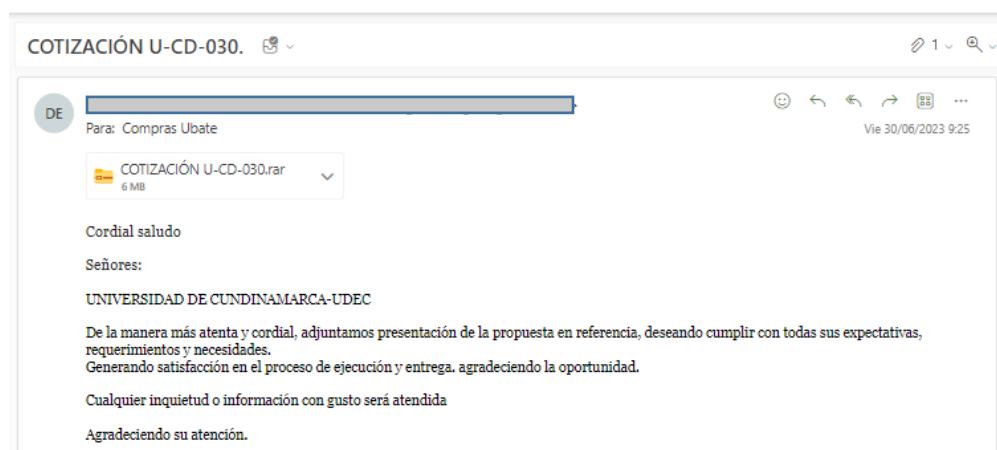 COTIZACIÓN U-CD-030.
1
DE
Para: Compras Ubate
Vie 30/06/2023 9:25
COTIZACIÓN U-CD-030.rar
6 MB
Cordial saludo
Señores:
UNIVERSIDAD DE CUNDINAMARCA-UDEC
De la manera más atenta y cordial, adjuntamos presentación de la propuesta en referencia, deseando cumplir con todas sus expectativas,
requerimientos y necesidades.
Generando satisfacción en el proceso de ejecución y entrega. agradeciendo la oportunidad.
Cualquier inquietud o información con gusto será atendida
Agradeciendo su atención.